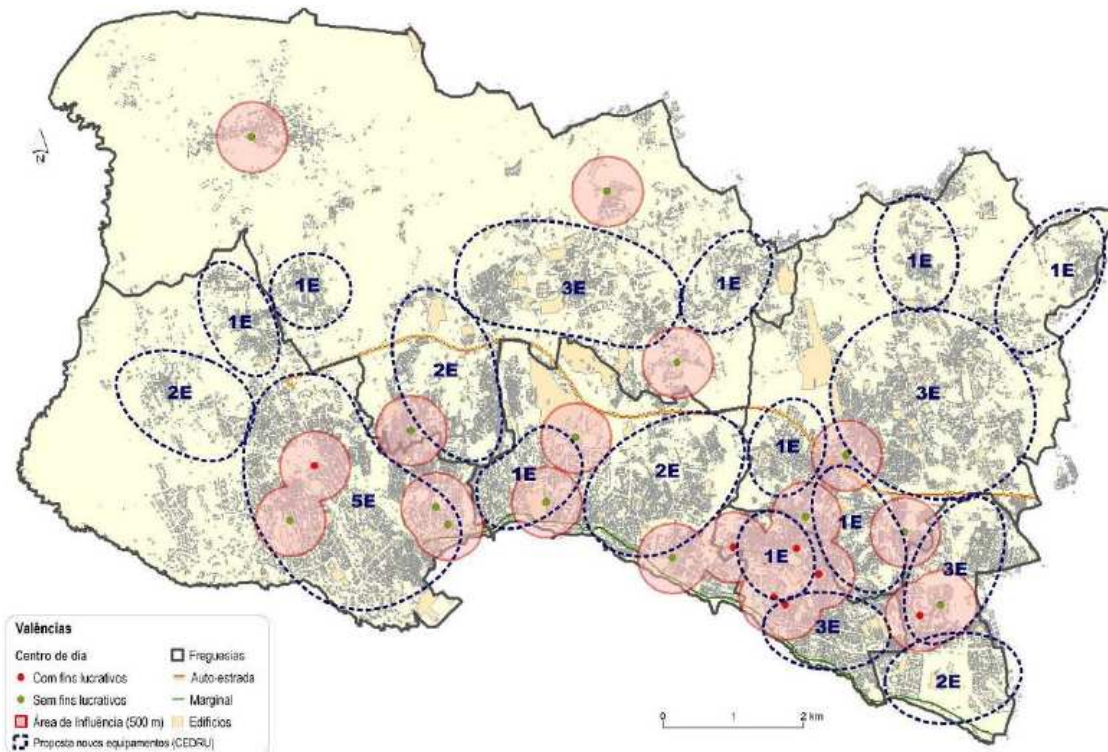 N
1E
1E
1E
1E
3E
1E
1E
2E
2E
3E
1E
2E
5E
1E
1E
1E
3E
3E
2E
Valências
Centro de dia
Com fins lucrativos
Sem fins lucrativos
Área de Influência (500 m)
Proposta novos equipamentos (CEDRU)
Freguesias
Auto-estrada
Marginal
Edifícios
0 1 2 km